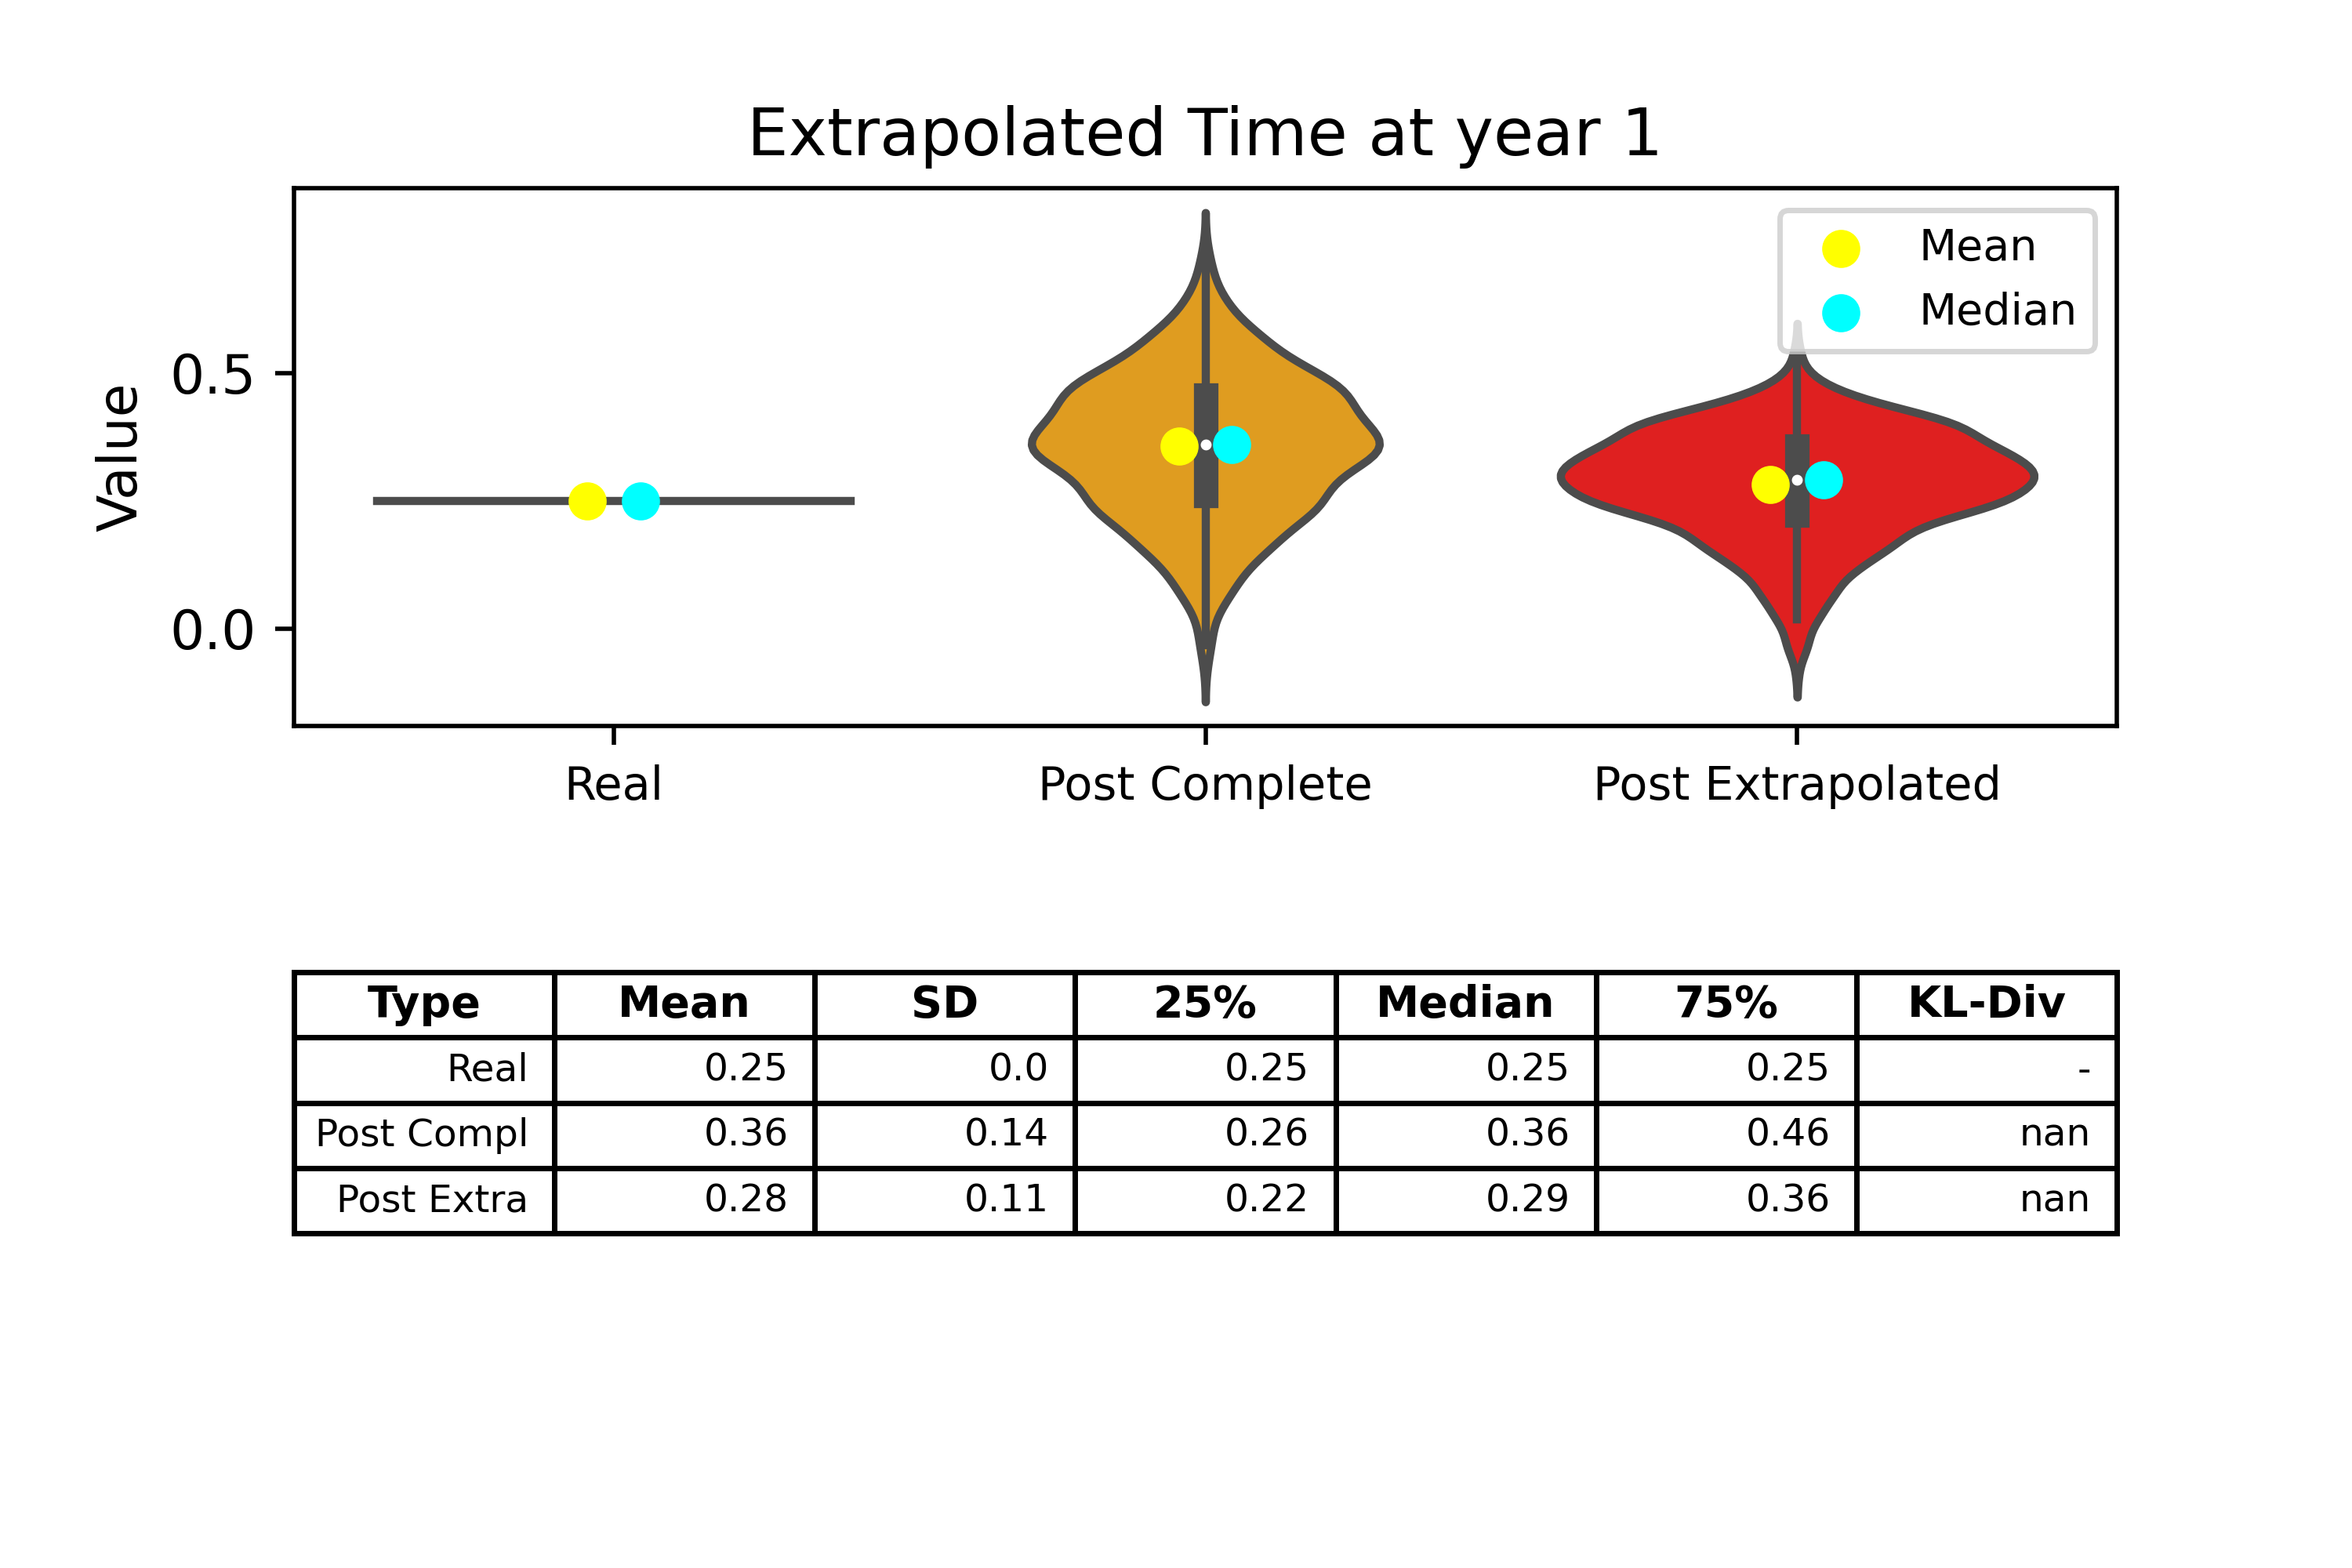 Extrapolated Time at year 1
Mean
Median
Value
0.5
0.0
Real Post Complete Post Extrapolated
Type Mean SD 25% Median 75% KL-Div
Real 0.25 0.0 0.25 0.25 0.25 -
Post Compl 0.36 0.14 0.26 0.36 0.46 nan
Post Extra 0.28 0.11 0.22 0.29 0.36 nan